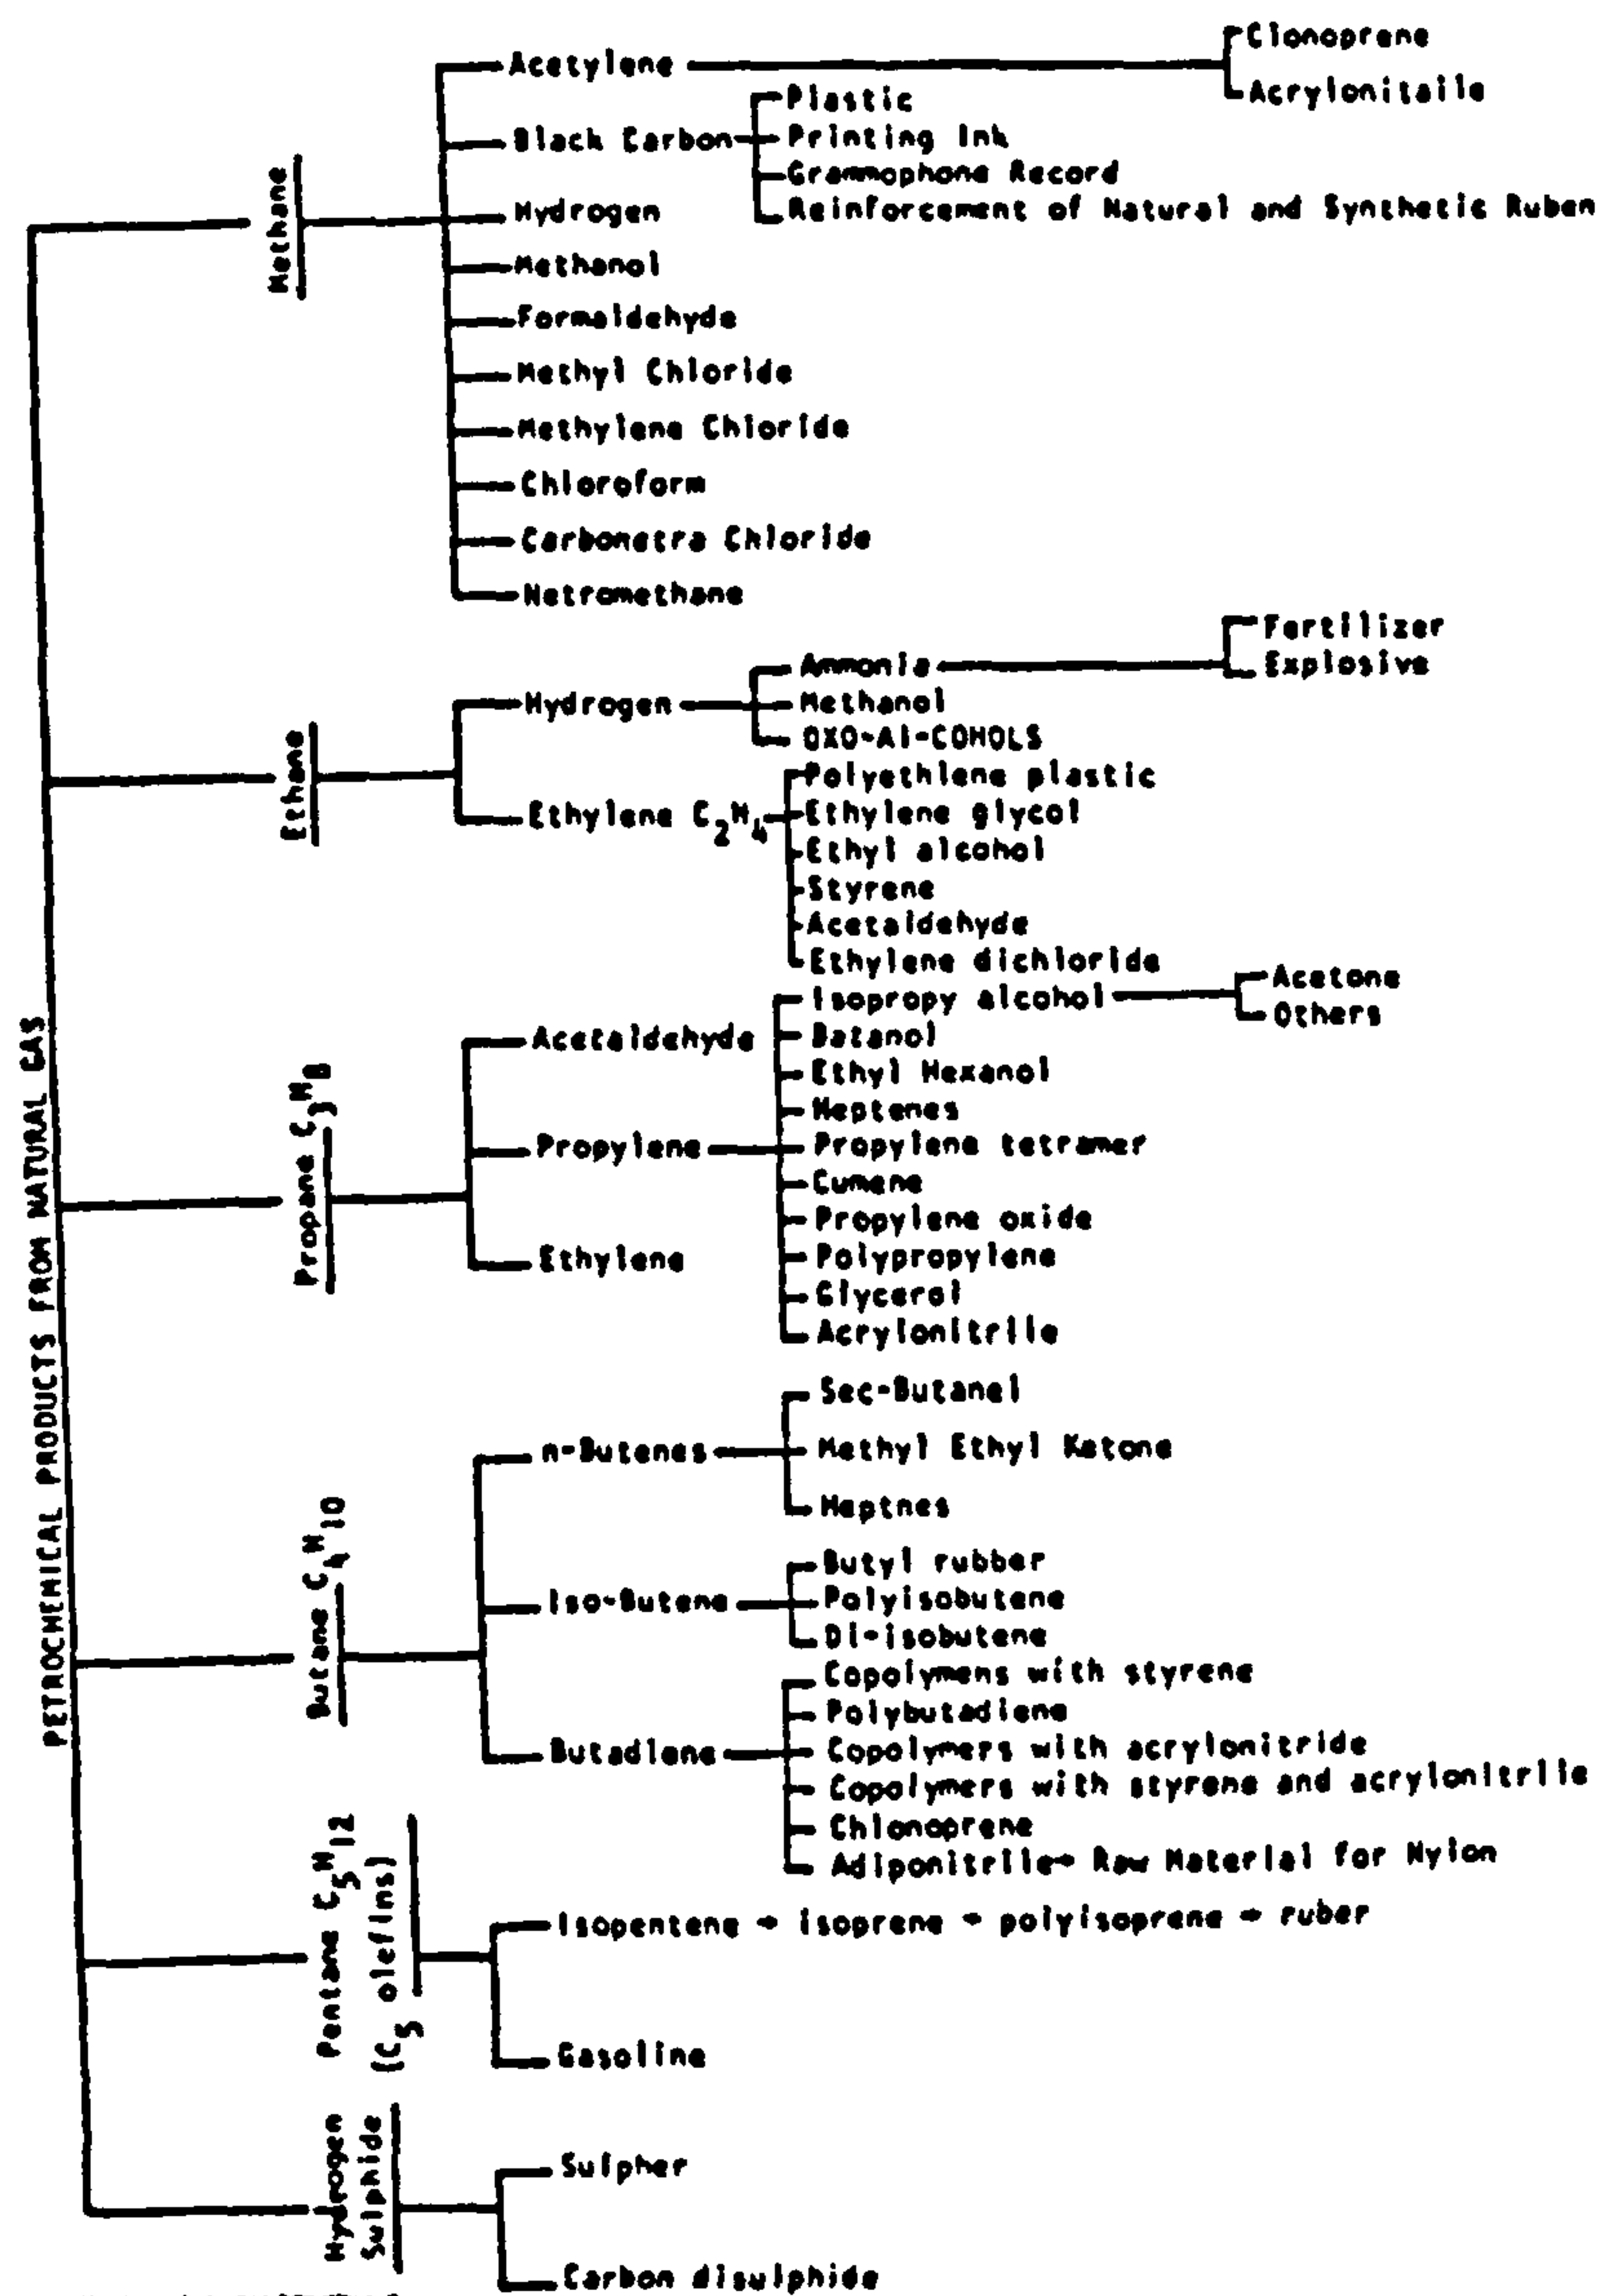 PETROCHEMICAL PRODUCTS FROM NATURAL GAS
Methane
Acetylene
Clonoprene
Acrylonitaile
Black Carbon
Plastic
Printing Ink
Grammophone Record
Reinforcement of Natural and Synthetic Ruben
Hydrogen
Methanol
Formaldehyde
Methyl Chloride
Methylene Chloride
Chloroform
Carbonetra Chloride
Netromethane
Ethane
Hydrogen
Ammonia
Fertilizer
Explosive
Methanol
OXO-Al-COHOLS
Ethylene C2H4
Polyethlene plastic
Ethylene glycol
Ethyl alcohol
Styrene
Acetaldehyde
Ethylene dichloride
Propane C3H8
Acetaldehyde
Propylene
Isopropy alcohol
Acetone
Others
Batanol
Ethyl Hexanol
Heptenes
Propylene tetramer
Cumene
Propylene oxide
Polypropylene
Glycerol
Acrylonitrile
Ethylene
Butane C4H10
n-Butenes
Sec-Butanel
Methyl Ethyl Ketone
Heptnes
Iso-Butene
Butyl rubber
Polyisobutene
Di-isobutene
Butadiene
Copolymens with styrene
Polybutadiene
Copolymers with acrylonitride
Copolymers with styrene and acrylonitrile
Chlonoprene
Adiponitrile→ Raw Material for Nylon
Pentane C5H12
(C5 olefins)
Isopentene → isoprene → polyisoprene → ruber
Gasoline
Hydrogen
Sulphide
Sulpher
Carbon disulphide